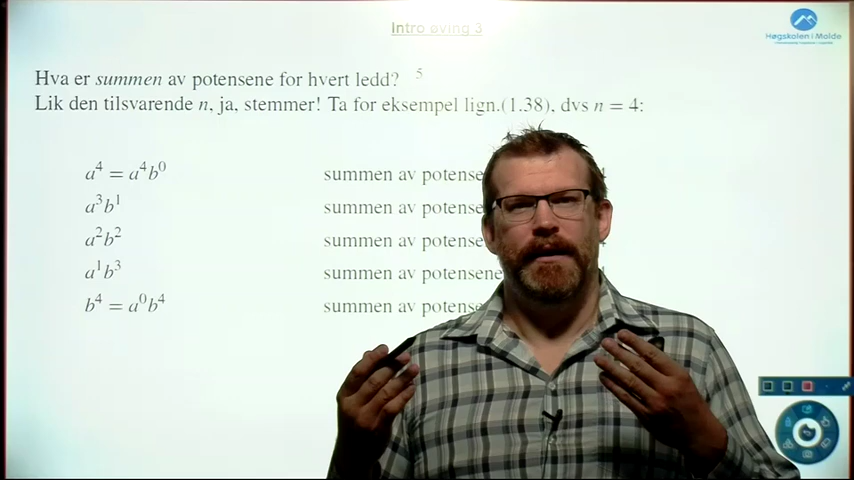 Intro øving 3
Høgskolen i Molde
Hva er summen av potensene for hvert ledd? 5
Lik den tilsvarende n, ja, stemmer! Ta for eksempel lign.(1.38), dvs n = 4:
a⁴ = a⁴b⁰ summen av potense
a³b¹ summen av potense
a²b² summen av potense
a¹b³ summen av potensene
b⁴ = a⁰b⁴ summen av potense